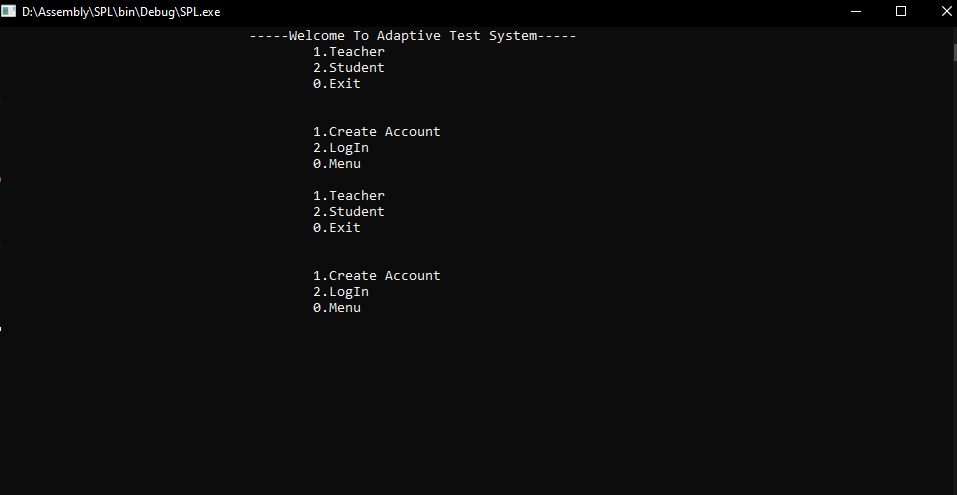 D:\Assembly\SPL\bin\Debug\SPL.exe
-----Welcome To Adaptive Test System-----
1.Teacher
2.Student
0.Exit
1.Create Account
2.LogIn
0.Menu
1.Teacher
2.Student
0.Exit
1.Create Account
2.LogIn
0.Menu